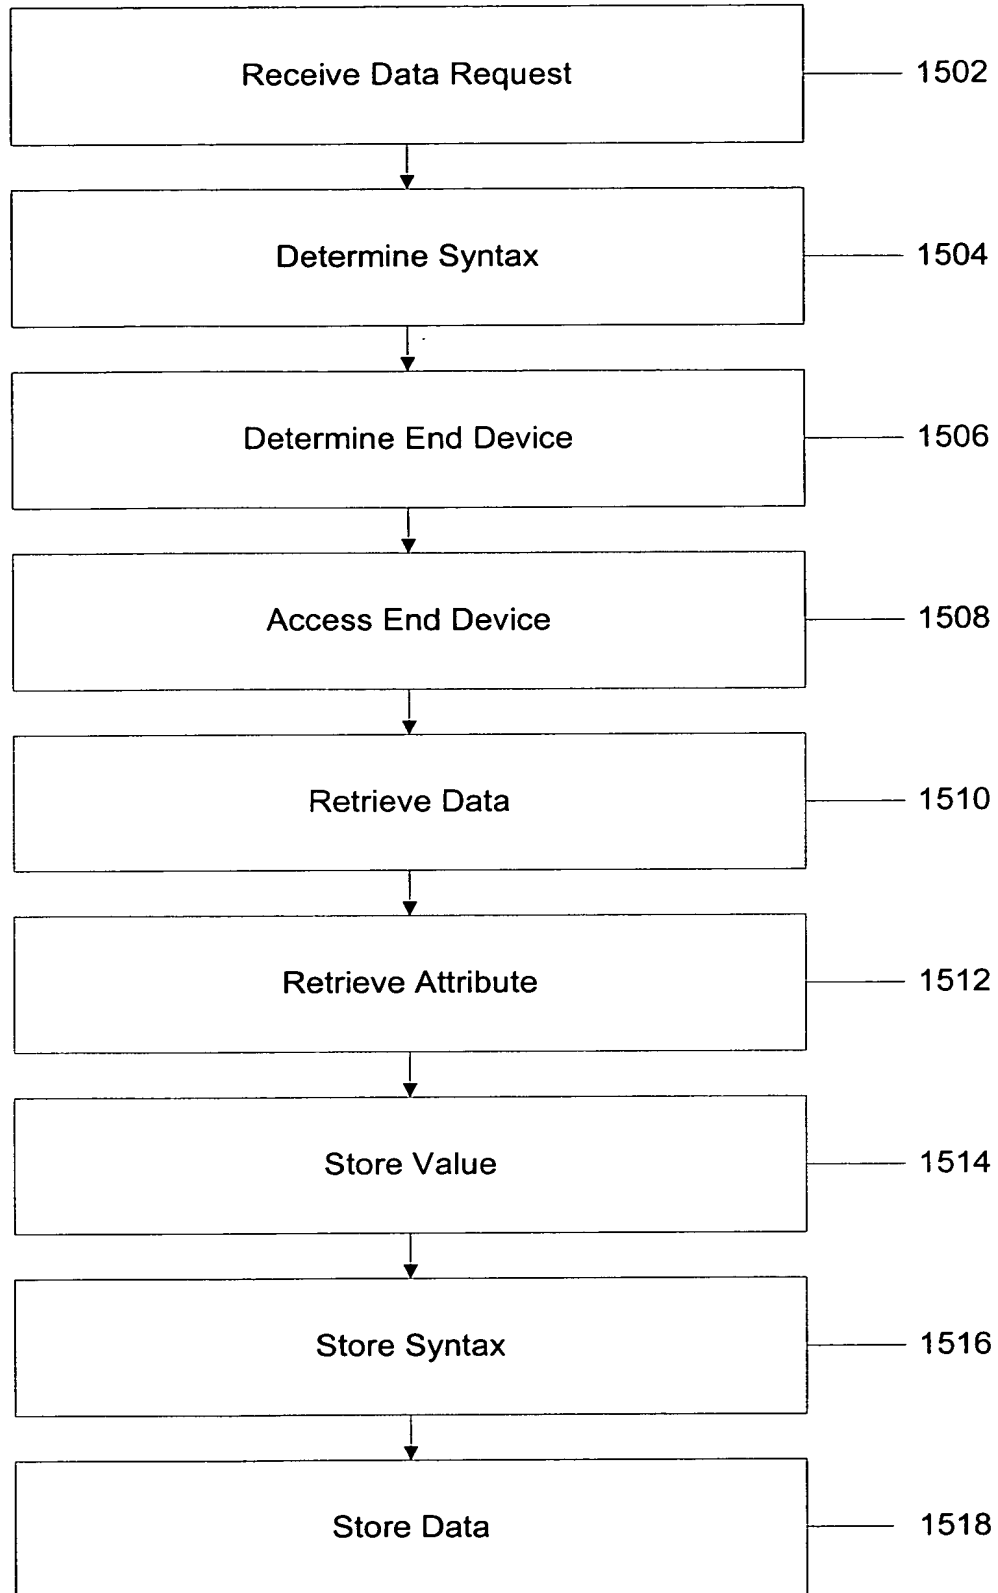 Receive Data Request 1502
Determine Syntax 1504
Determine End Device 1506
Access End Device 1508
Retrieve Data 1510
Retrieve Attribute 1512
Store Value 1514
Store Syntax 1516
Store Data 1518